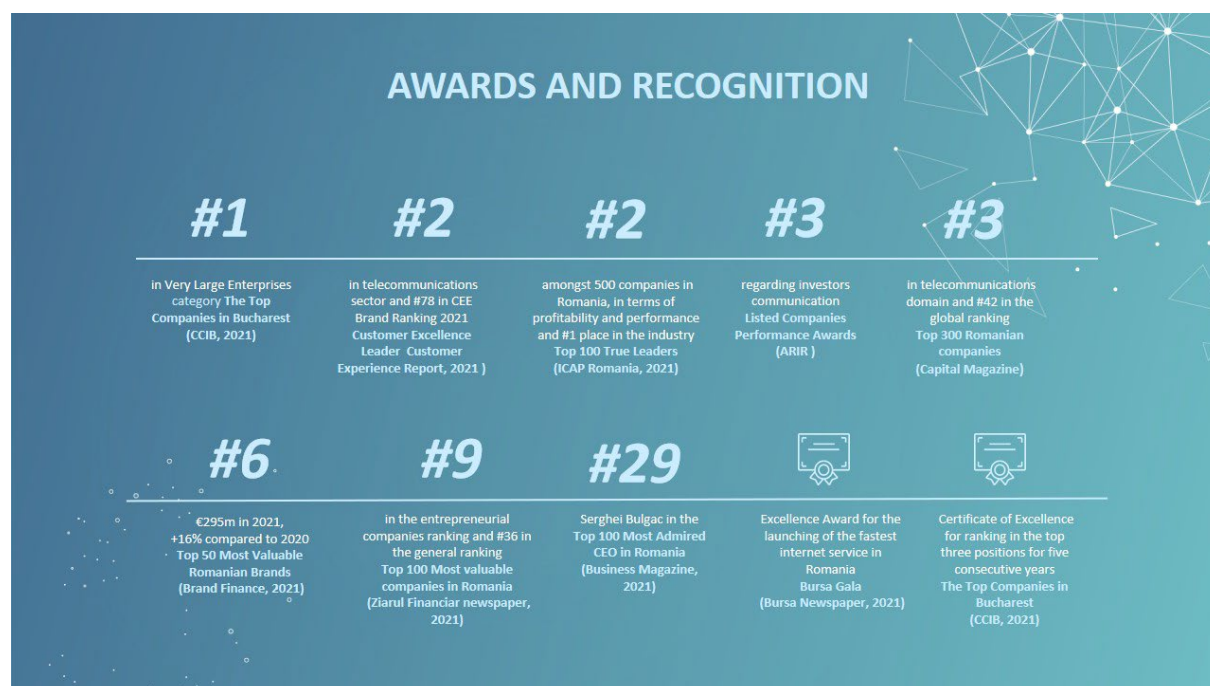 AWARDS AND RECOGNITION
#1
in Very Large Enterprises
category The Top
Companies in Bucharest
(CCIB, 2021)
#2
in telecommunications
sector and #78 in CEE
Brand Ranking 2021
Customer Excellence
Leader Customer
Experience Report, 2021 )
#2
amongst 500 companies in
Romania, in terms of
profitability and performance
and #1 place in the industry
Top 100 True Leaders
(ICAP Romania, 2021)
#3
regarding investors
communication
Listed Companies
Performance Awards
(ARIR )
#3
in telecommunications
domain and #42 in the
global ranking
Top 300 Romanian
companies
(Capital Magazine)
#6
€295m in 2021,
+16% compared to 2020
Top 50 Most Valuable
Romanian Brands
(Brand Finance, 2021)
#9
in the entrepreneurial
companies ranking and #36 in
the general ranking
Top 100 Most valuable
companies in Romania
(Ziarul Financiar newspaper,
2021)
#29
Serghei Bulgac in the
Top 100 Most Admired
CEO in Romania
(Business Magazine,
2021)
Excellence Award for the
launching of the fastest
internet service in
Romania
Bursa Gala
(Bursa Newspaper, 2021)
Certificate of Excellence
for ranking in the top
three positions for five
consecutive years
The Top Companies in
Bucharest
(CCIB, 2021)